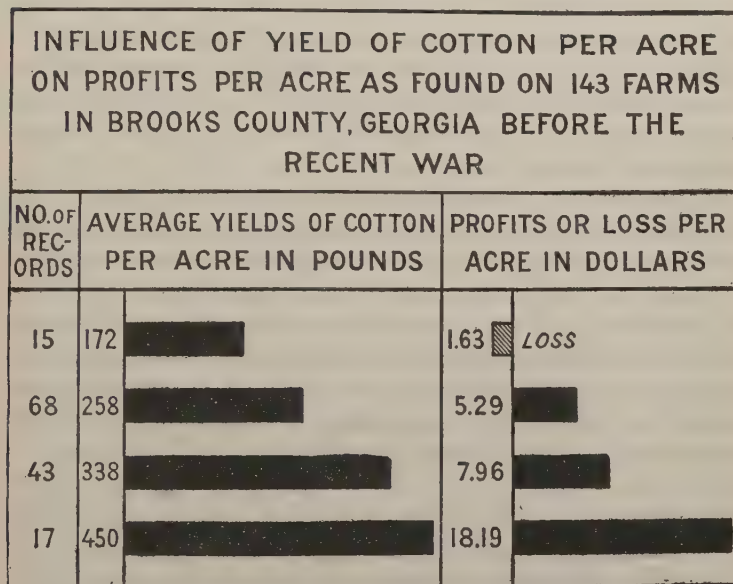 INFLUENCE OF YIELD OF COTTON PER ACRE
ON PROFITS PER ACRE AS FOUND ON 143 FARMS
IN BROOKS COUNTY, GEORGIA BEFORE THE
RECENT WAR
NO. OF
REC-
ORDS
AVERAGE YIELDS OF COTTON
PER ACRE IN POUNDS
PROFITS OR LOSS PER
ACRE IN DOLLARS
15 172 1.63 LOSS
68 258 5.29
43 338 7.96
17 450 18.19